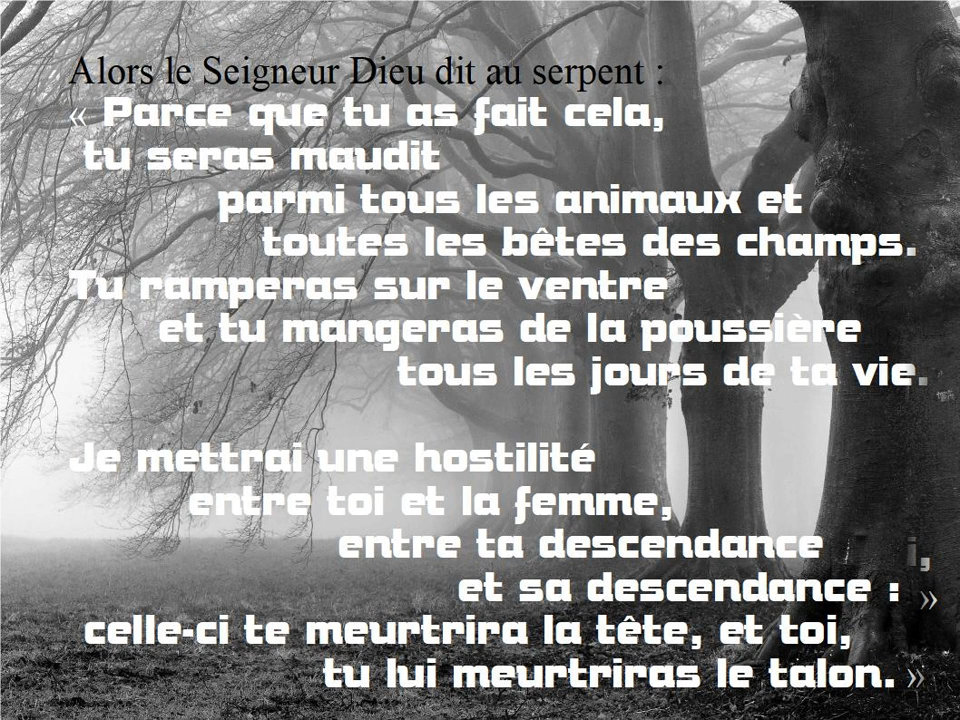 Alors le Seigneur Dieu dit au serpent :
« Parce que tu as fait cela,
tu seras maudit
parmi tous les animaux et
toutes les bêtes des champs.
Tu ramperas sur le ventre
et tu mangeras de la poussière
tous les jours de ta vie.
Je mettrai une hostilité
entre toi et la femme,
entre ta descendance
i,
et sa descendance : »
celle-ci te meurtrira la tête, et toi,
tu lui meurtriras le talon. »